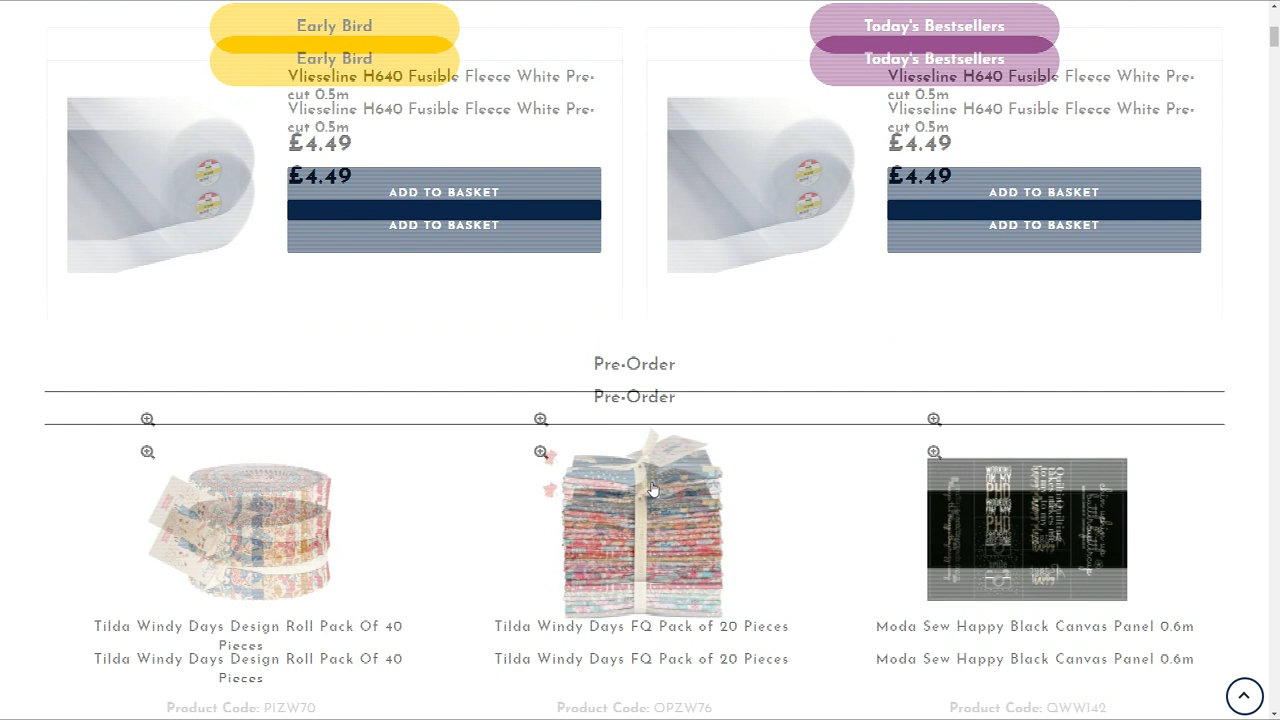 Early Bird
Today's Bestsellers
Early Bird
Today's Bestsellers
Vlieseline H640 Fusible Fleece White Pre-
cut 0.5m
Vlieseline H640 Fusible Fleece White Pre-
cut 0.5m
£4.49
£4.49
ADD TO BASKET
ADD TO BASKET
Vlieseline H640 Fusible Fleece White Pre-
cut 0.5m
Vlieseline H640 Fusible Fleece White Pre-
cut 0.5m
£4.49
£4.49
ADD TO BASKET
ADD TO BASKET
Pre-Order
Pre-Order
WORKING
ON MY
PHD
PHD
Tilda Windy Days Design Roll Pack Of 40
Pieces
Tilda Windy Days Design Roll Pack Of 40
Pieces
Product Code: PIZW70
Tilda Windy Days FQ Pack of 20 Pieces
Tilda Windy Days FQ Pack of 20 Pieces
Product Code: OPZW76
Moda Sew Happy Black Canvas Panel 0.6m
Moda Sew Happy Black Canvas Panel 0.6m
Product Code: QWW142